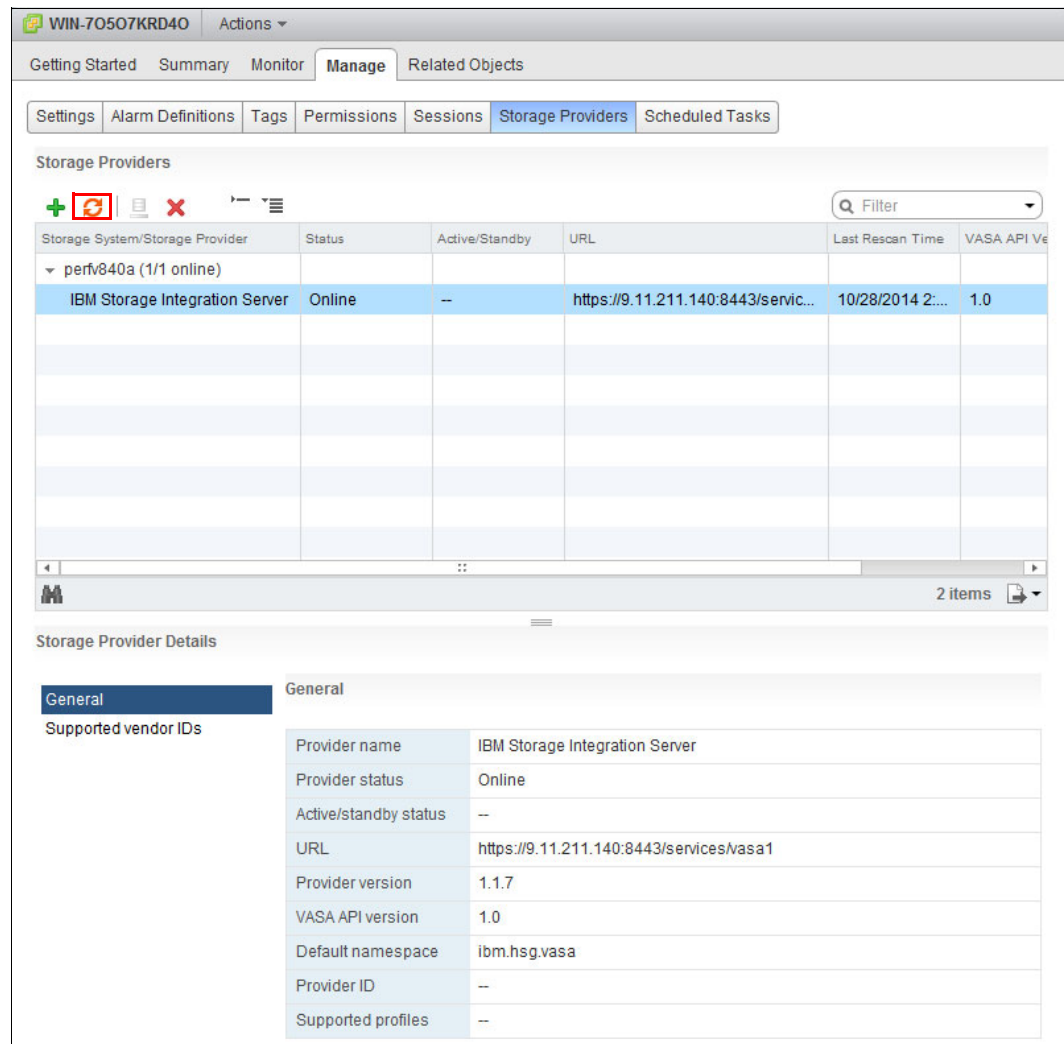 WIN-7O5O7KRD4O Actions
Getting Started Summary Monitor Manage Related Objects
Settings Alarm Definitions Tags Permissions Sessions Storage Providers Scheduled Tasks
Storage Providers
Filter
Storage System/Storage Provider Status Active/Standby URL Last Rescan Time VASA API Ve
perfv840a (1/1 online)
IBM Storage Integration Server Online -- https://9.11.211.140:8443/servic... 10/28/2014 2:... 1.0
2 items
Storage Provider Details
General
Supported vendor IDs
General
Provider name IBM Storage Integration Server
Provider status Online
Active/standby status --
URL https://9.11.211.140:8443/services/vasa1
Provider version 1.1.7
VASA API version 1.0
Default namespace ibm.hsg.vasa
Provider ID --
Supported profiles --